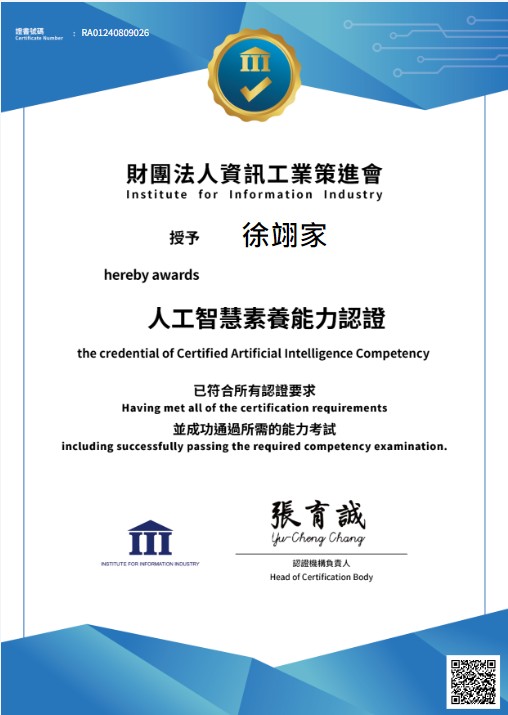 證書號碼
Certificate Number : RA01240809026
財團法人資訊工業策進會
Institute for Information Industry
授予 徐翊家
hereby awards
人工智慧素養能力認證
the credential of Certified Artificial Intelligence Competency
已符合所有認證要求
Having met all of the certification requirements
並成功通過所需的能力考試
including successfully passing the required competency examination.
張育誠
Yu-Cheng Chang
INSTITUTE FOR INFORMATION INDUSTRY
認證機構負責人
Head of Certification Body